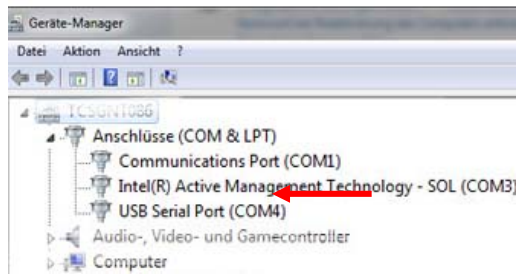 Geräte-Manager
Datei Aktion Ansicht ?
TCSGNT086
Anschlüsse (COM & LPT)
Communications Port (COM1)
Intel(R) Active Management Technology - SOL (COM3)
USB Serial Port (COM4)
Audio-, Video- und Gamecontroller
Computer